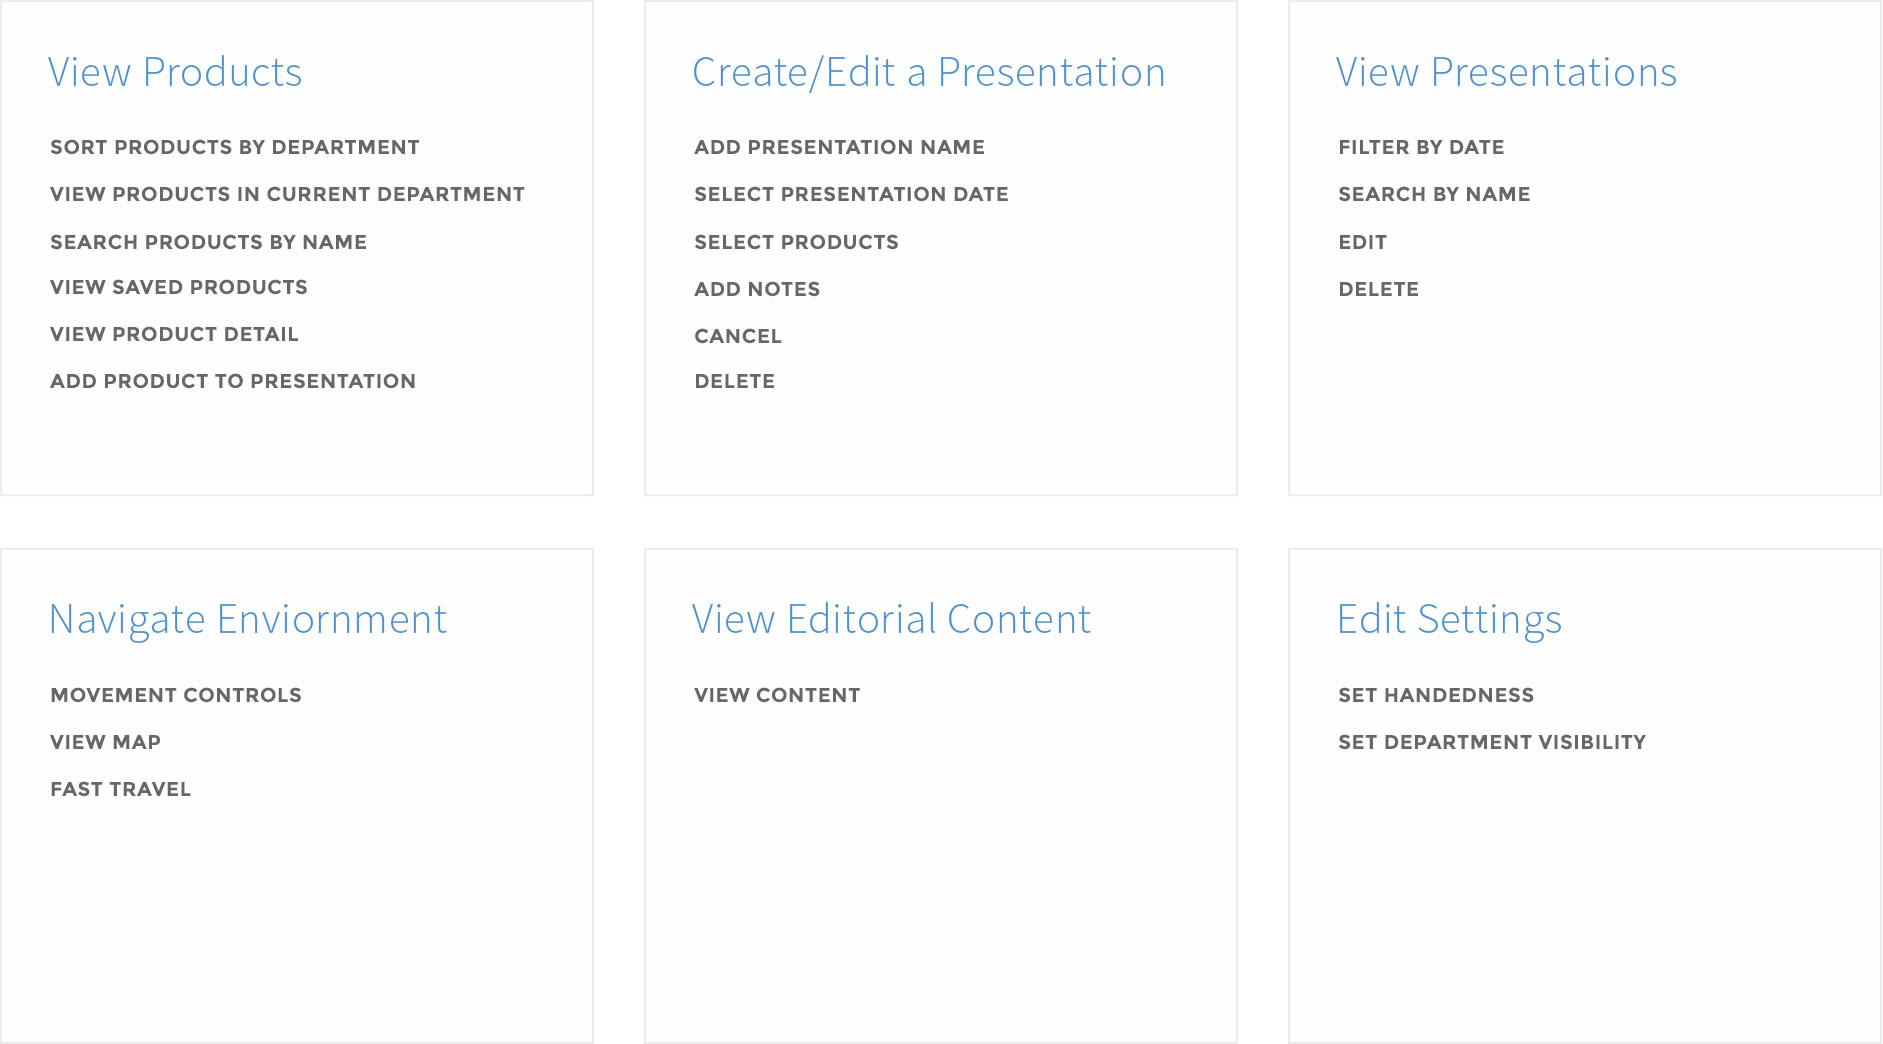 View Products
SORT PRODUCTS BY DEPARTMENT
VIEW PRODUCTS IN CURRENT DEPARTMENT
SEARCH PRODUCTS BY NAME
VIEW SAVED PRODUCTS
VIEW PRODUCT DETAIL
ADD PRODUCT TO PRESENTATION
Create/Edit a Presentation
ADD PRESENTATION NAME
SELECT PRESENTATION DATE
SELECT PRODUCTS
ADD NOTES
CANCEL
DELETE
View Presentations
FILTER BY DATE
SEARCH BY NAME
EDIT
DELETE
Navigate Enviornment
MOVEMENT CONTROLS
VIEW MAP
FAST TRAVEL
View Editorial Content
VIEW CONTENT
Edit Settings
SET HANDEDNESS
SET DEPARTMENT VISIBILITY